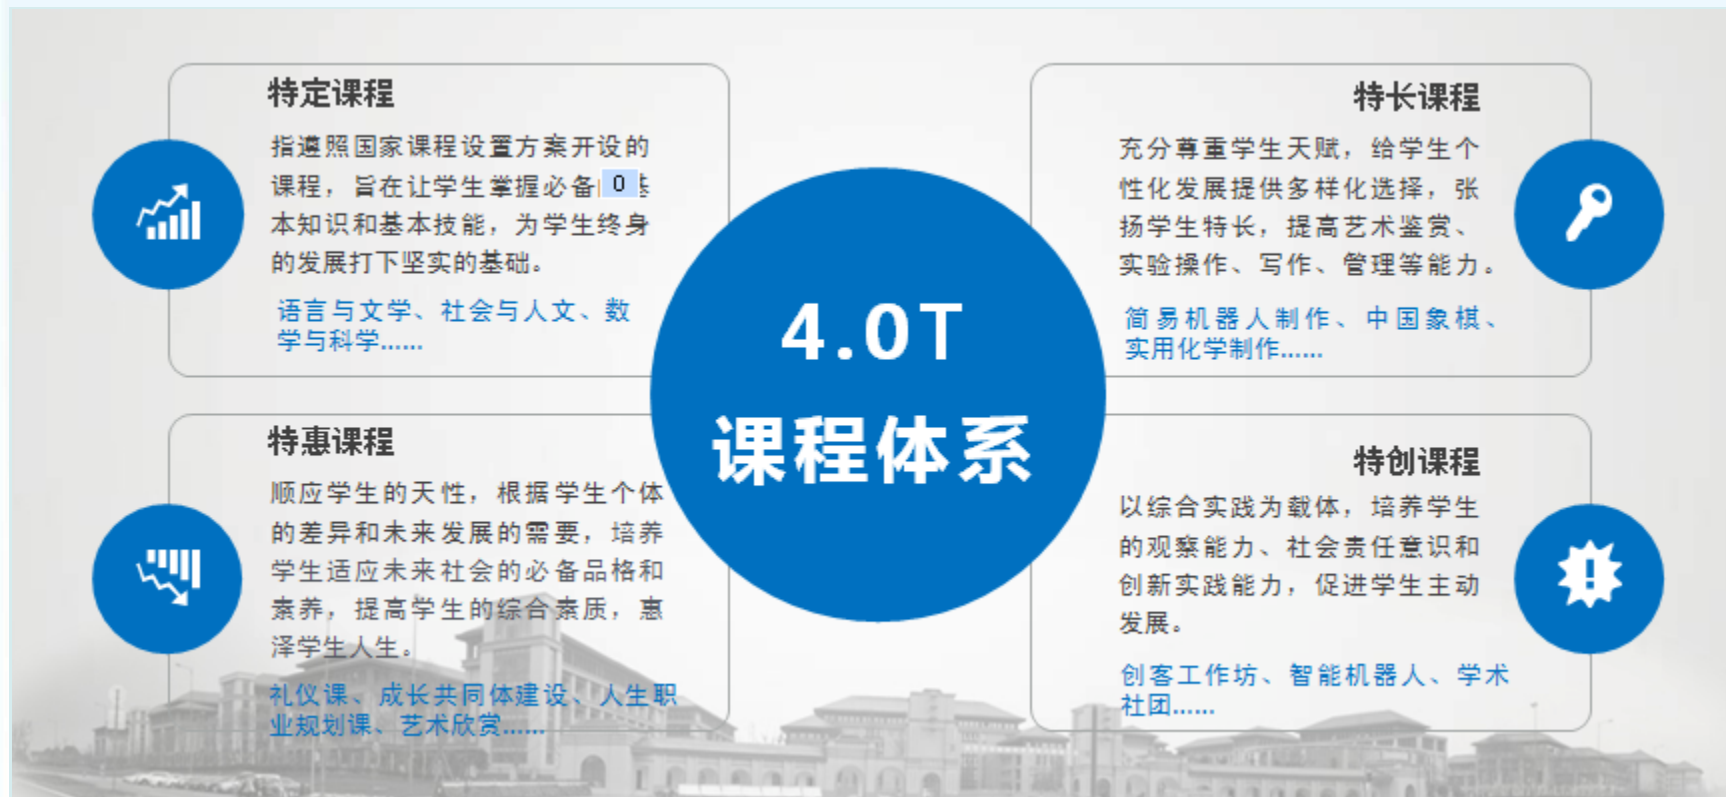 特定课程
指遵照国家课程设置方案开设的
课程，旨在让学生掌握必备 0
本知识和基本技能，为学生终身
的发展打下坚实的基础。
语言与文学、社会与人文、数
学与科学......
特惠课程
顺应学生的天性，根据学生个体
的差异和未来发展的需要，培养
学生适应未来社会的必备品格和
素养，提高学生的综合素质，惠
泽学生人生。
礼仪课、成长共同体建设、人生职
业规划课、艺术欣赏......
4.0T
课程体系
特长课程
充分尊重学生天赋，给学生个
性化发展提供多样化选择，张
扬学生特长，提高艺术鉴赏、
实验操作、写作、管理等能力。
简易机器人制作、中国象棋、
实用化学制作......
特创课程
以综合实践为载体，培养学生
的观察能力、社会责任意识和
创新实践能力，促进学生主动
发展。
创客工作坊、智能机器人、学术
社团......